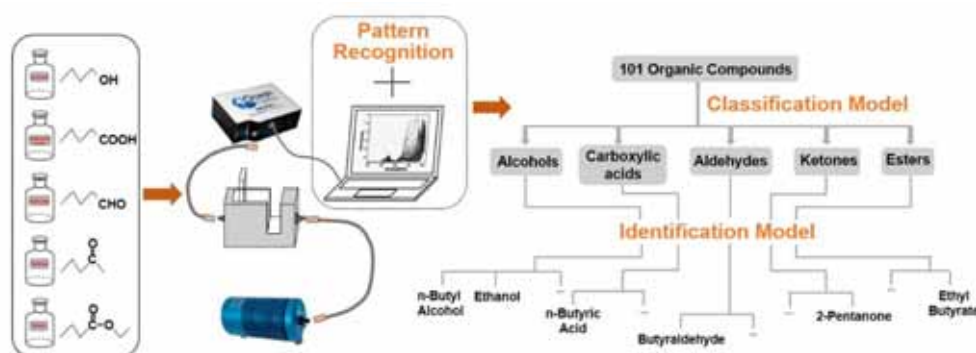 Pattern
Recognition
OH
COOH
CHO
O
C
O
C
O
101 Organic Compounds
Classification Model
Alcohols
Carboxylic
acids
Aldehydes
Ketones
Esters
Identification Model
n-Butyl
Alcohol
Ethanol
n-Butyric
Acid
Butyraldehyde
2-Pentanone
Ethyl
Butyrate